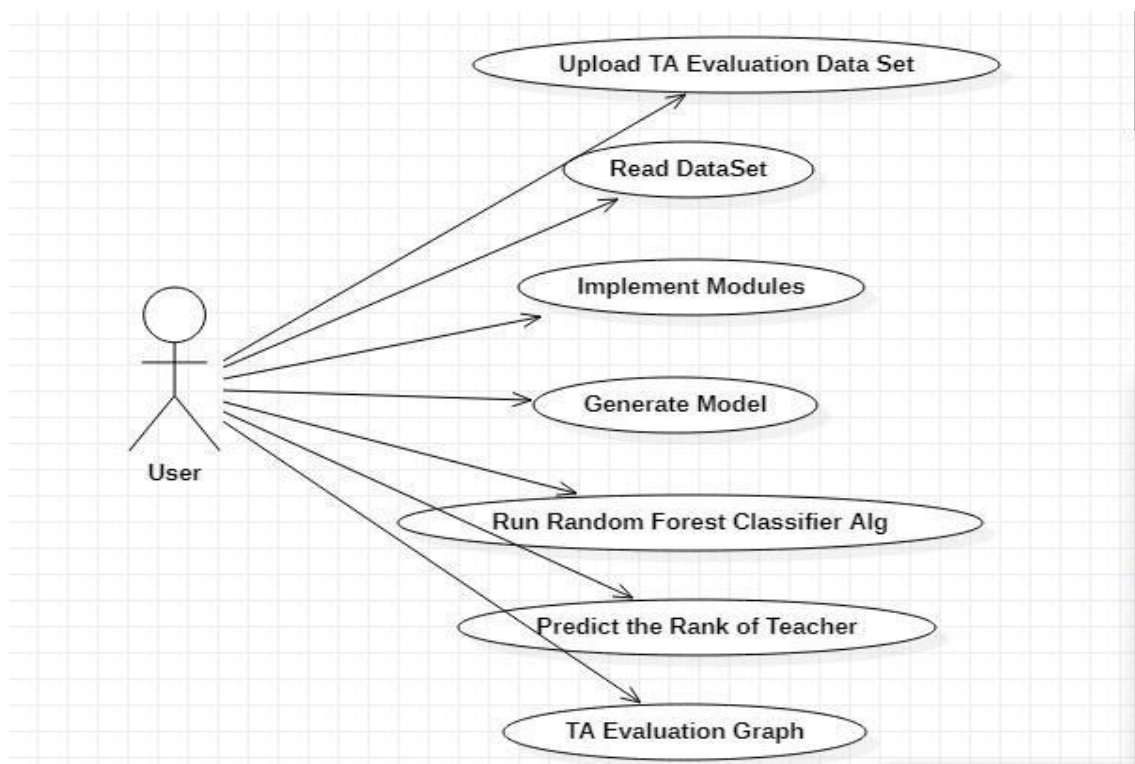 Upload TA Evaluation Data Set
Read DataSet
Implement Modules
Generate Model
User
Run Random Forest Classifier Alg
Predict the Rank of Teacher
TA Evaluation Graph